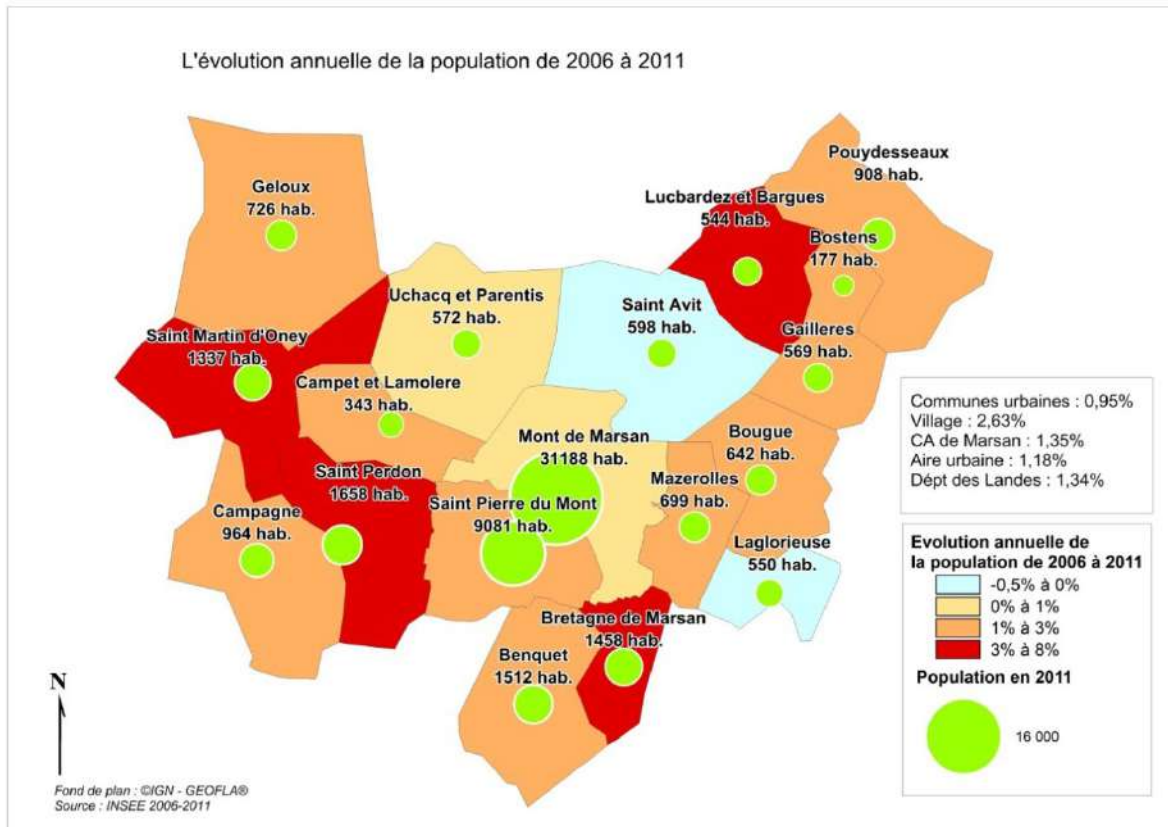 L'évolution annuelle de la population de 2006 à 2011
Pouydesseaux
908 hab.
Geloux
726 hab.
Lucbardez et Bargues
544 hab.
Bostens
177 hab.
Uchacq et Parentis
572 hab.
Saint Avit
598 hab.
Gailleres
569 hab.
Saint Martin d'Oney
1337 hab.
Campet et Lamolere
343 hab.
Mont de Marsan
31188 hab.
Bougue
642 hab.
Saint Perdon
1658 hab.
Mazerolles
699 hab.
Saint Pierre du Mont
9081 hab.
Campagne
964 hab.
Laglorieuse
550 hab.
Bretagne de Marsan
1458 hab.
Benquet
1512 hab.
Communes urbaines : 0,95%
Village : 2,63%
CA de Marsan : 1,35%
Aire urbaine : 1,18%
Dépt des Landes : 1,34%
Evolution annuelle de
la population de 2006 à 2011
-0,5% à 0%
0% à 1%
1% à 3%
3% à 8%
Population en 2011
16 000
N
Fond de plan : ©IGN - GEOFLA®
Source : INSEE 2006-2011